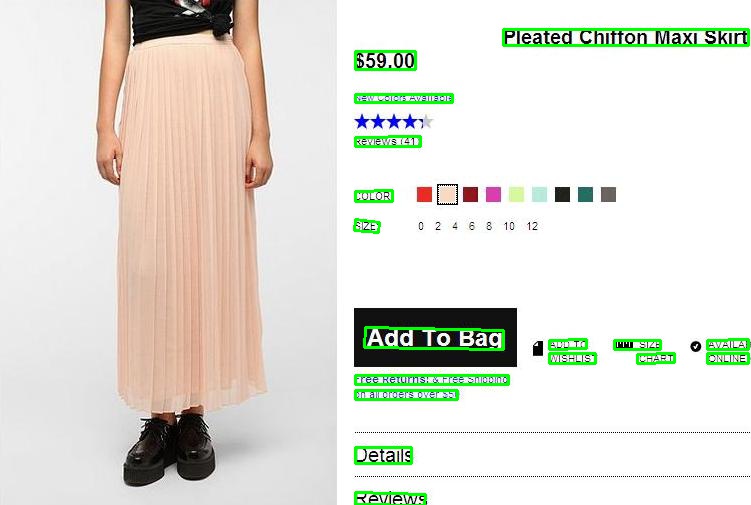 Pleated Chiffon Maxi Skirt
$59.00
New Colors Available
Reviews (41)
COLOR
SIZE 0 2 4 6 8 10 12
Add To Bag
ADD TO WISHLIST
SIZE CHART
AVAILA
ONLINE
Free Returns! & Free Shipping
on all orders over $5
Details
Reviews